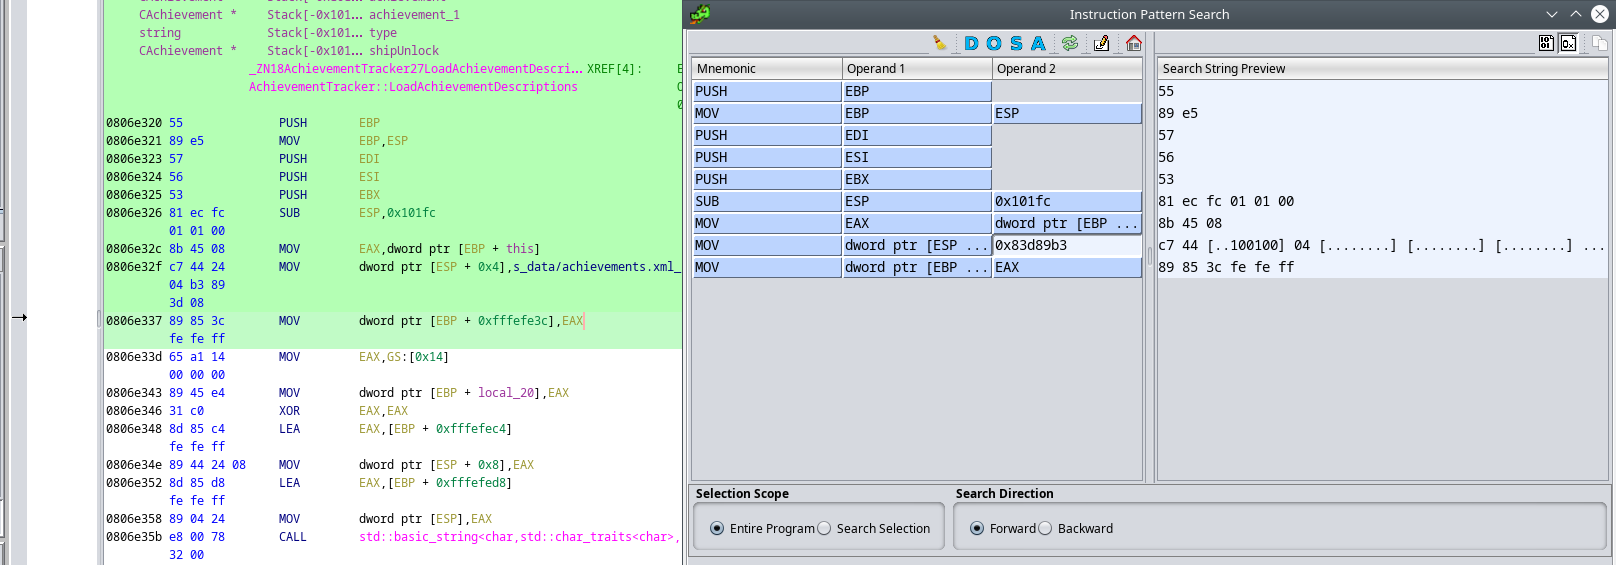 CAchievement * Stack[-0x101... achievement_1
string Stack[-0x101... type
CAchievement * Stack[-0x101... shipUnlock
_ZN18AchievementTracker27LoadAchievementDescri... XREF[4]:
AchievementTracker::LoadAchievementDescriptions
0806e320 55 PUSH EBP
0806e321 89 e5 MOV EBP,ESP
0806e323 57 PUSH EDI
0806e324 56 PUSH ESI
0806e325 53 PUSH EBX
0806e326 81 ec fc SUB ESP,0x101fc
01 01 00
0806e32c 8b 45 08 MOV EAX,dword ptr [EBP + this]
0806e32f c7 44 24 MOV dword ptr [ESP + 0x4],s_data/achievements.xml_
04 b3 89
3d 08
0806e337 89 85 3c MOV dword ptr [EBP + 0xfffefe3c],EAX
fe fe ff
0806e33d 65 a1 14 MOV EAX,GS:[0x14]
00 00 00
0806e343 89 45 e4 MOV dword ptr [EBP + local_20],EAX
0806e346 31 c0 XOR EAX,EAX
0806e348 8d 85 c4 LEA EAX,[EBP + 0xfffefec4]
fe fe ff
0806e34e 89 44 24 08 MOV dword ptr [ESP + 0x8],EAX
0806e352 8d 85 d8 LEA EAX,[EBP + 0xfffefed8]
fe fe ff
0806e358 89 04 24 MOV dword ptr [ESP],EAX
0806e35b e8 00 78 CALL std::basic_string<char,std::char_traits<char>,
32 00
Instruction Pattern Search
D O S A
Mnemonic Operand 1 Operand 2
PUSH EBP
MOV EBP ESP
PUSH EDI
PUSH ESI
PUSH EBX
SUB ESP 0x101fc
MOV EAX dword ptr [EBP ...
MOV dword ptr [ESP ... 0x83d89b3
MOV dword ptr [EBP ... EAX
Search String Preview
55
89 e5
57
56
53
81 ec fc 01 01 00
8b 45 08
c7 44 [..100100] 04 [........] [........] [........] ...
89 85 3c fe fe ff
Selection Scope
Entire Program Search Selection
Search Direction
Forward Backward